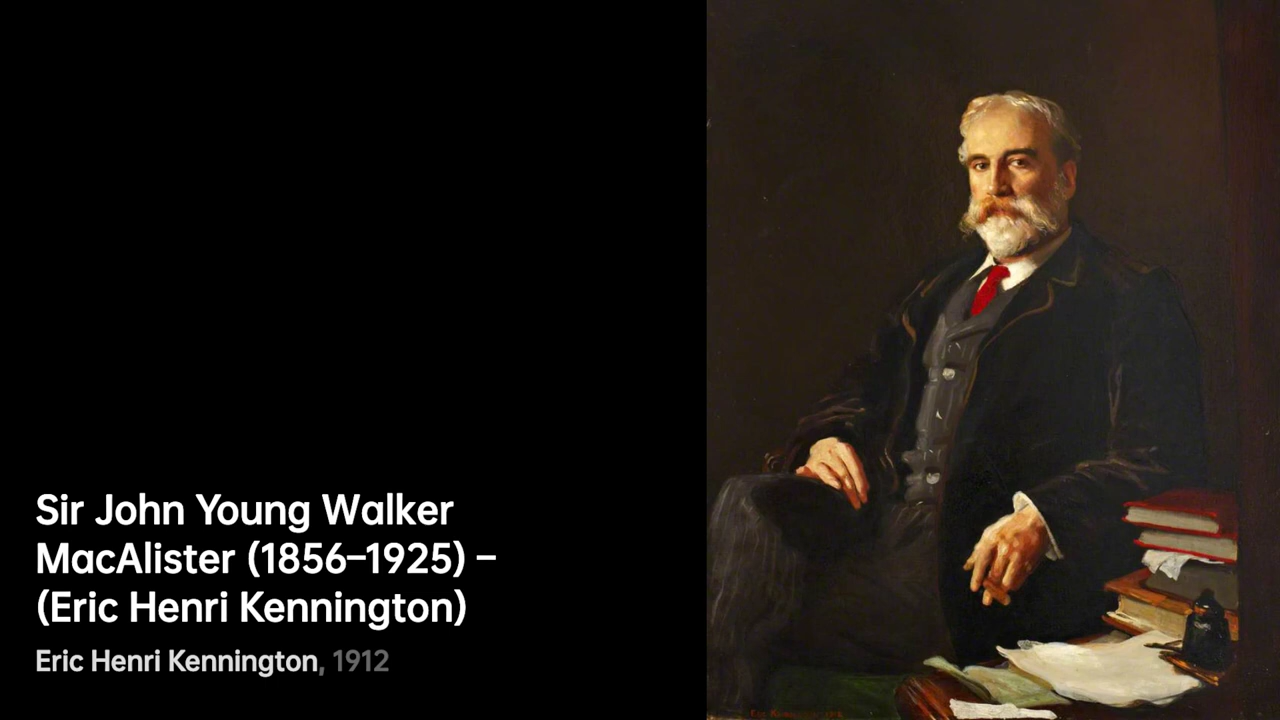 Sir John Young Walker
MacAlister (1856–1925) –
(Eric Henri Kennington)
Eric Henri Kennington, 1912